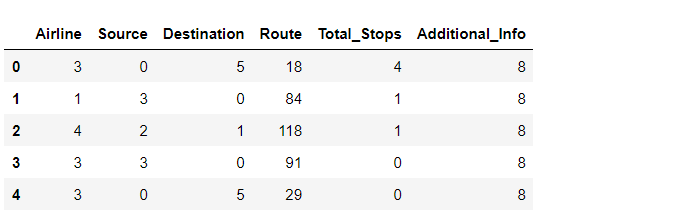 Airline Source Destination Route Total_Stops Additional_Info
0 3 0 5 18 4 8
1 1 3 0 84 1 8
2 4 2 1 118 1 8
3 3 3 0 91 0 8
4 3 0 5 29 0 8